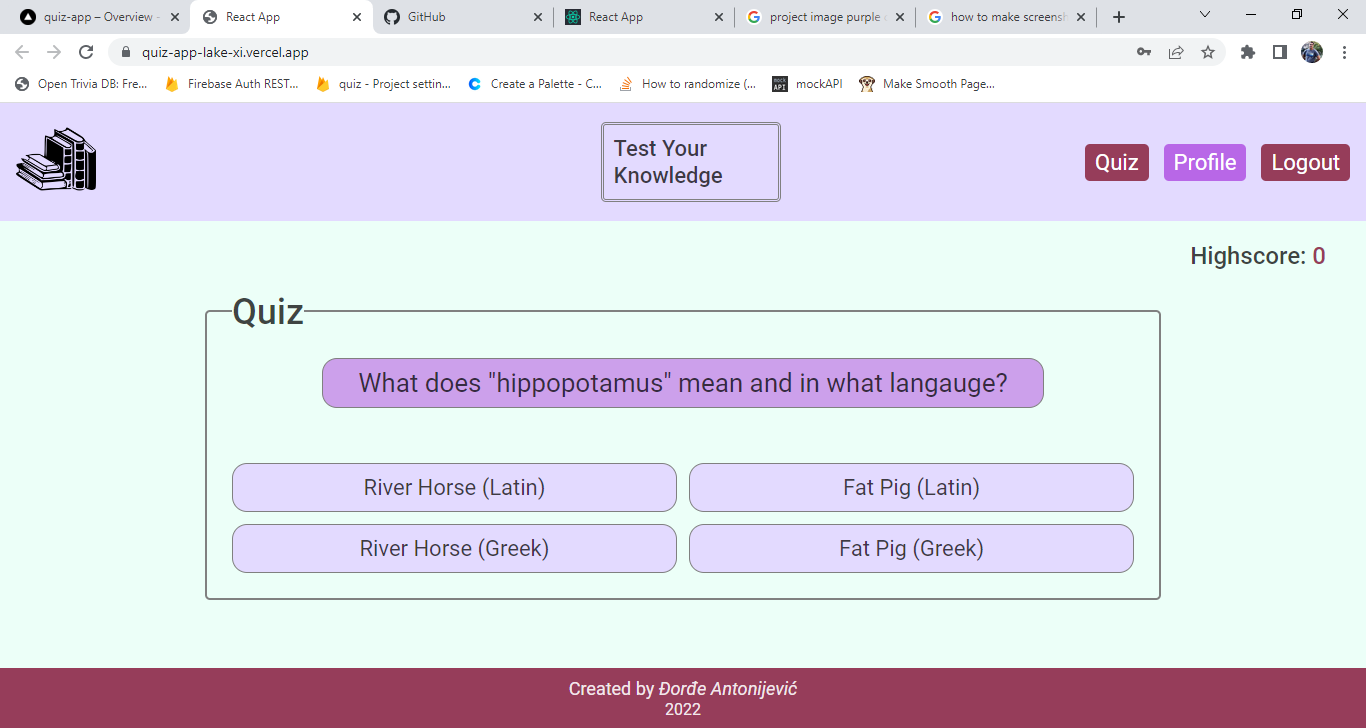 quiz-app – Overview -
React App
GitHub
React App
project image purple
how to make screensh
quiz-app-lake-xi.vercel.app
Open Trivia DB: Fre...
Firebase Auth REST...
quiz - Project settin...
Create a Palette - C...
How to randomize (...
mock API
mockAPI
Make Smooth Page...
Test Your
Knowledge
Quiz
Profile
Logout
Highscore: 0
Quiz
What does "hippopotamus" mean and in what langauge?
River Horse (Latin)
Fat Pig (Latin)
River Horse (Greek)
Fat Pig (Greek)
Created by Đorđe Antonijević
2022